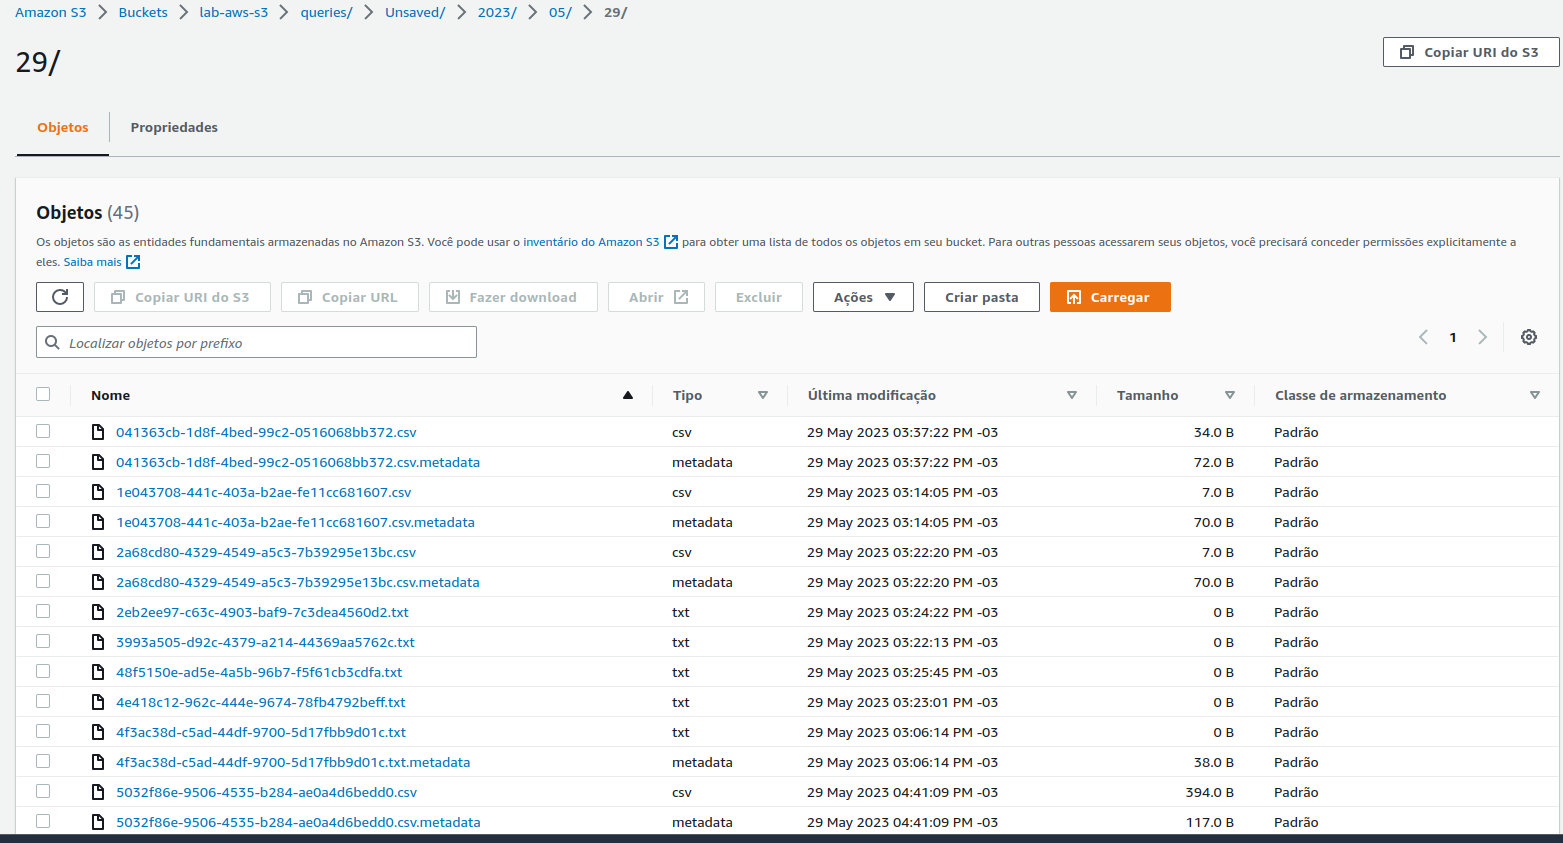 Amazon S3 > Buckets > lab-aws-s3 > queries/ > Unsaved/ > 2023/ > 05/ > 29/
29/
Copiar URI do S3
Objetos Propriedades
Objetos (45)
Os objetos são as entidades fundamentais armazenadas no Amazon S3. Você pode usar o inventário do Amazon S3 para obter uma lista de todos os objetos em seu bucket. Para outras pessoas acessarem seus objetos, você precisará conceder permissões explicitamente a
eles. Saiba mais
Copiar URI do S3 Copiar URL Fazer download Abrir Excluir Ações Criar pasta Carregar
Localizar objetos por prefixo 1
Nome Tipo Última modificação Tamanho Classe de armazenamento
041363cb-1d8f-4bed-99c2-0516068bb372.csv csv 29 May 2023 03:37:22 PM -03 34.0 B Padrão
041363cb-1d8f-4bed-99c2-0516068bb372.csv.metadata metadata 29 May 2023 03:37:22 PM -03 72.0 B Padrão
1e043708-441c-403a-b2ae-fe11cc681607.csv csv 29 May 2023 03:14:05 PM -03 7.0 B Padrão
1e043708-441c-403a-b2ae-fe11cc681607.csv.metadata metadata 29 May 2023 03:14:05 PM -03 70.0 B Padrão
2a68cd80-4329-4549-a5c3-7b39295e13bc.csv csv 29 May 2023 03:22:20 PM -03 7.0 B Padrão
2a68cd80-4329-4549-a5c3-7b39295e13bc.csv.metadata metadata 29 May 2023 03:22:20 PM -03 70.0 B Padrão
2eb2ee97-c63c-4903-baf9-7c3dea4560d2.txt txt 29 May 2023 03:24:22 PM -03 0 B Padrão
3993a505-d92c-4379-a214-44369aa5762c.txt txt 29 May 2023 03:22:13 PM -03 0 B Padrão
48f5150e-ad5e-4a5b-96b7-f5f61cb3cdfa.txt txt 29 May 2023 03:25:45 PM -03 0 B Padrão
4e418c12-962c-444e-9674-78fb4792beff.txt txt 29 May 2023 03:23:01 PM -03 0 B Padrão
4f3ac38d-c5ad-44df-9700-5d17fbb9d01c.txt txt 29 May 2023 03:06:14 PM -03 0 B Padrão
4f3ac38d-c5ad-44df-9700-5d17fbb9d01c.txt.metadata metadata 29 May 2023 03:06:14 PM -03 38.0 B Padrão
5032f86e-9506-4535-b284-ae0a4d6bedd0.csv csv 29 May 2023 04:41:09 PM -03 394.0 B Padrão
5032f86e-9506-4535-b284-ae0a4d6bedd0.csv.metadata metadata 29 May 2023 04:41:09 PM -03 117.0 B Padrão